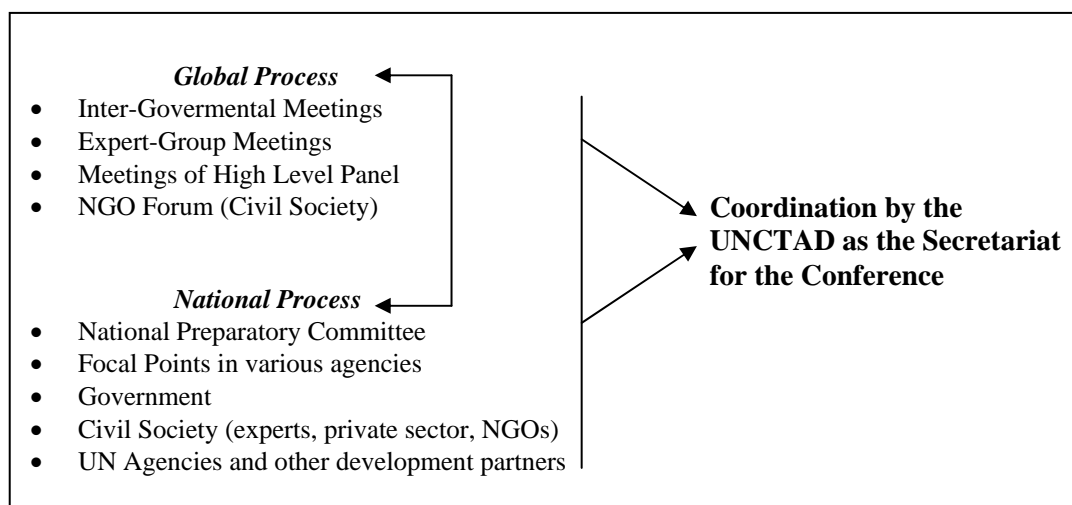 Global Process
• Inter-Govermental Meetings
• Expert-Group Meetings
• Meetings of High Level Panel
• NGO Forum (Civil Society)
National Process
• National Preparatory Committee
• Focal Points in various agencies
• Government
• Civil Society (experts, private sector, NGOs)
• UN Agencies and other development partners
Coordination by the
UNCTAD as the Secretariat
for the Conference